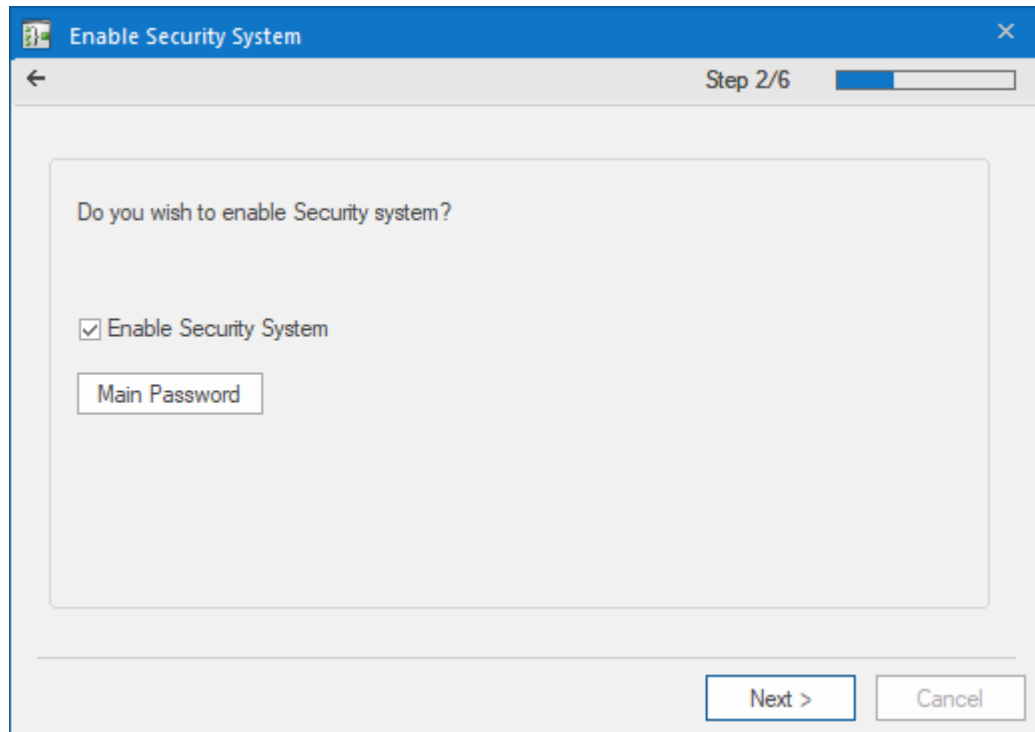 Enable Security System
Step 2/6
Do you wish to enable Security system?
Enable Security System
Main Password
Next >
Cancel